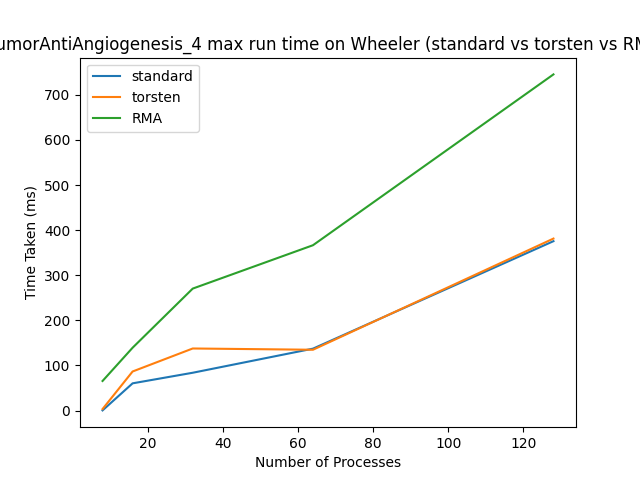 umorAntiAngiogenesis_4 max run time on Wheeler (standard vs torsten vs RM
standard
torsten
RMA
Time Taken (ms)
700
600
500
400
300
200
100
0
20
40
60
80
100
120
Number of Processes